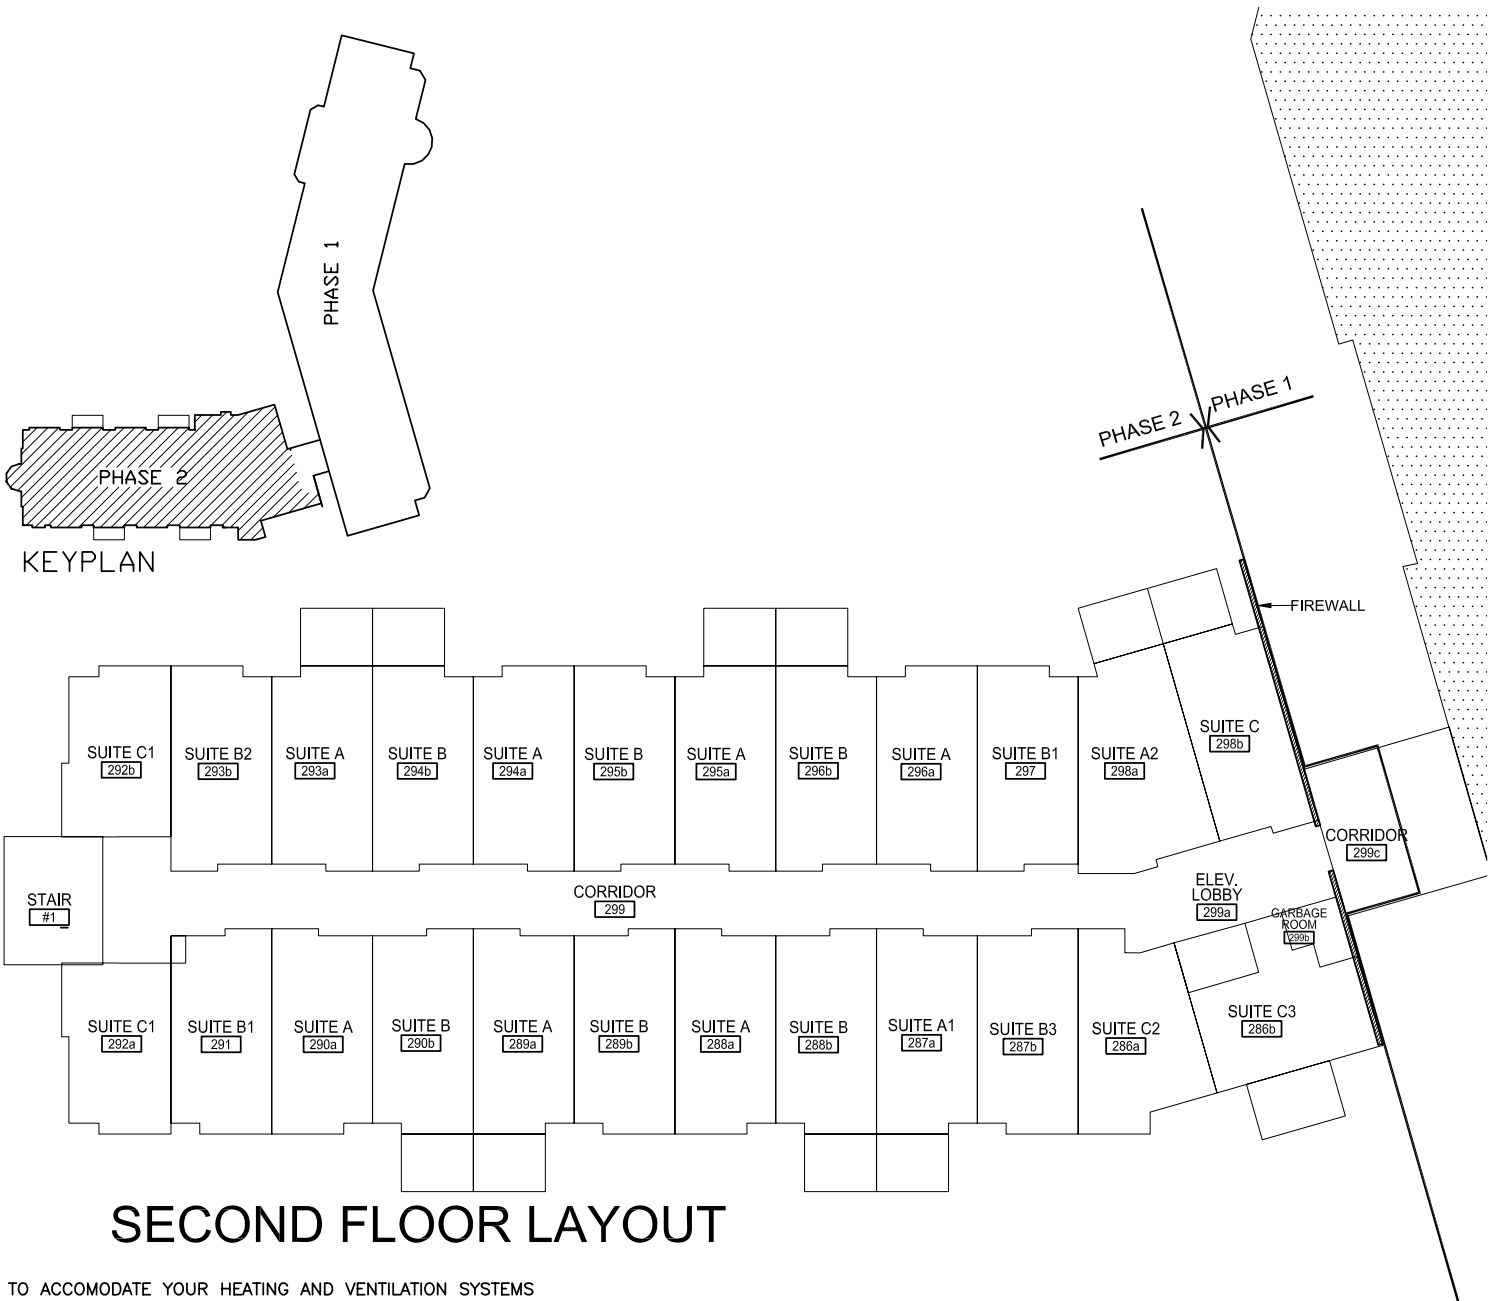 PHASE 1
PHASE 2
KEYPLAN
PHASE 2
PHASE 1
FIREWALL
SUITE C1
292b
SUITE B2
293b
SUITE A
293a
SUITE B
294b
SUITE A
294a
SUITE B
295b
SUITE A
295a
SUITE B
296b
SUITE A
296a
SUITE B1
297
SUITE A2
298a
SUITE C
298b
CORRIDOR
299c
STAIR
#1
CORRIDOR
299
ELEV.
LOBBY
299a
GARBAGE
ROOM
299b
SUITE C1
292a
SUITE B1
291
SUITE A
290a
SUITE B
290b
SUITE A
289a
SUITE B
289b
SUITE A
288a
SUITE B
288b
SUITE A1
287a
SUITE B3
287b
SUITE C2
286a
SUITE C3
286b
SECOND FLOOR LAYOUT
TO ACCOMODATE YOUR HEATING AND VENTILATION SYSTEMS